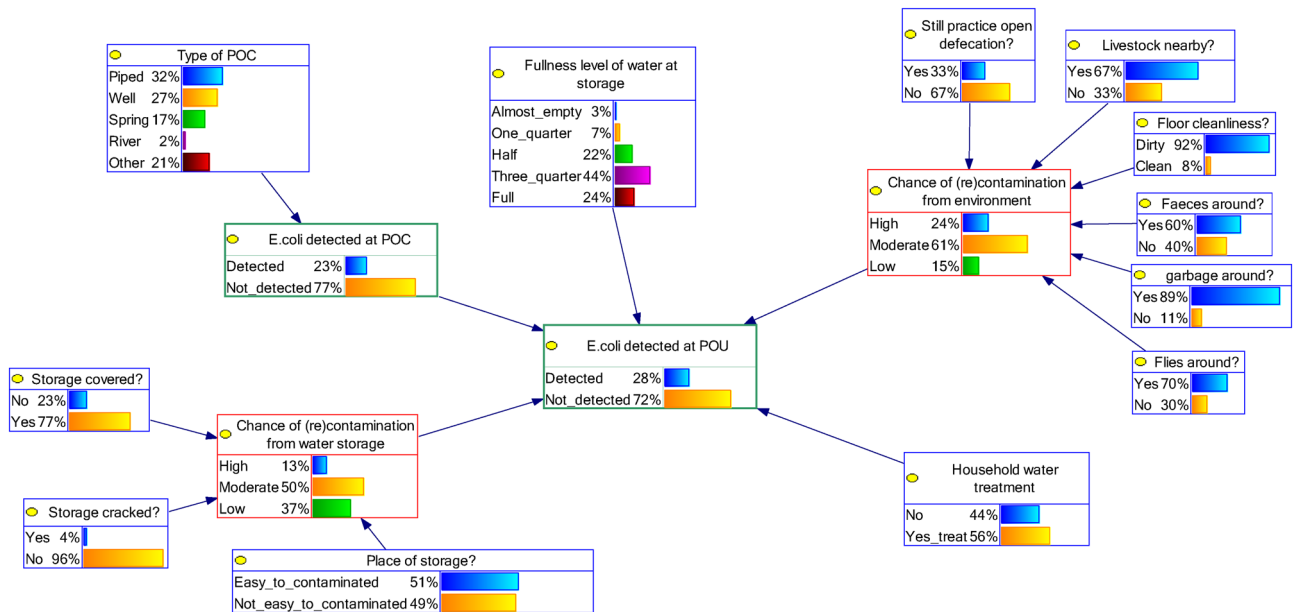 Type of POC
Piped 32%
Well 27%
Spring 17%
River 2%
Other 21%
Fullness level of water at
storage
Almost_empty 3%
One_quarter 7%
Half 22%
Three_quarter 44%
Full 24%
Still practice open
defecation?
Yes 33%
No 67%
Livestock nearby?
Yes 67%
No 33%
Floor cleanliness?
Dirty 92%
Clean 8%
Chance of (re)contamination
from environment
High 24%
Moderate 61%
Low 15%
Faeces around?
Yes 60%
No 40%
garbage around?
Yes 89%
No 11%
Flies around?
Yes 70%
No 30%
E.coli detected at POC
Detected 23%
Not_detected 77%
E.coli detected at POU
Detected 28%
Not_detected 72%
Storage covered?
No 23%
Yes 77%
Chance of (re)contamination
from water storage
High 13%
Moderate 50%
Low 37%
Storage cracked?
Yes 4%
No 96%
Place of storage?
Easy_to_contaminated 51%
Not_easy_to_contaminated 49%
Household water
treatment
No 44%
Yes_treat 56%